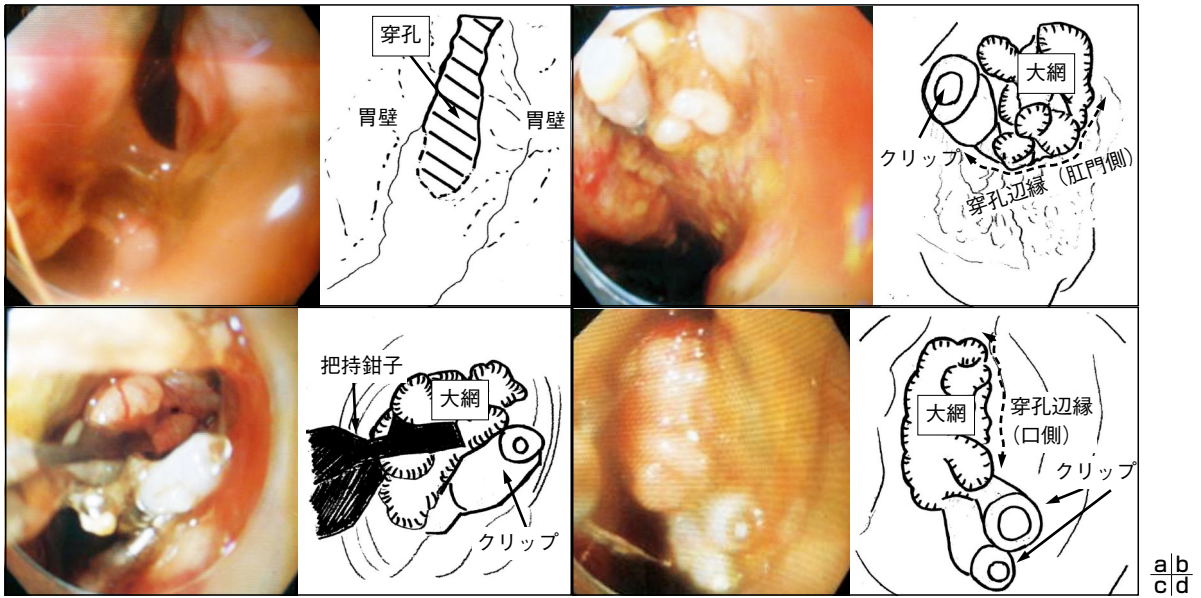 穿孔
胃壁
胃壁
大網
クリップ
穿孔辺縁（肛門側）
把持鉗子
大網
クリップ
大網
穿孔辺縁
（口側）
クリップ
a b
c d